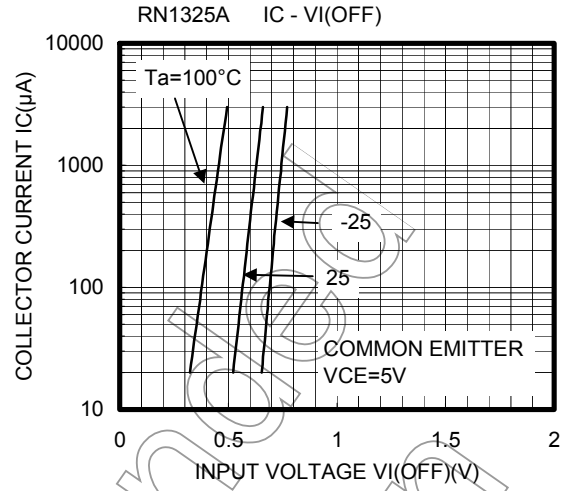 RN1325A IC - VI(OFF)
COLLECTOR CURRENT IC(μA)
10000
1000
100
10
Ta=100°C
-25
25
COMMON EMITTER
VCE=5V
0 0.5 1 1.5 2
INPUT VOLTAGE VI(OFF)(V)